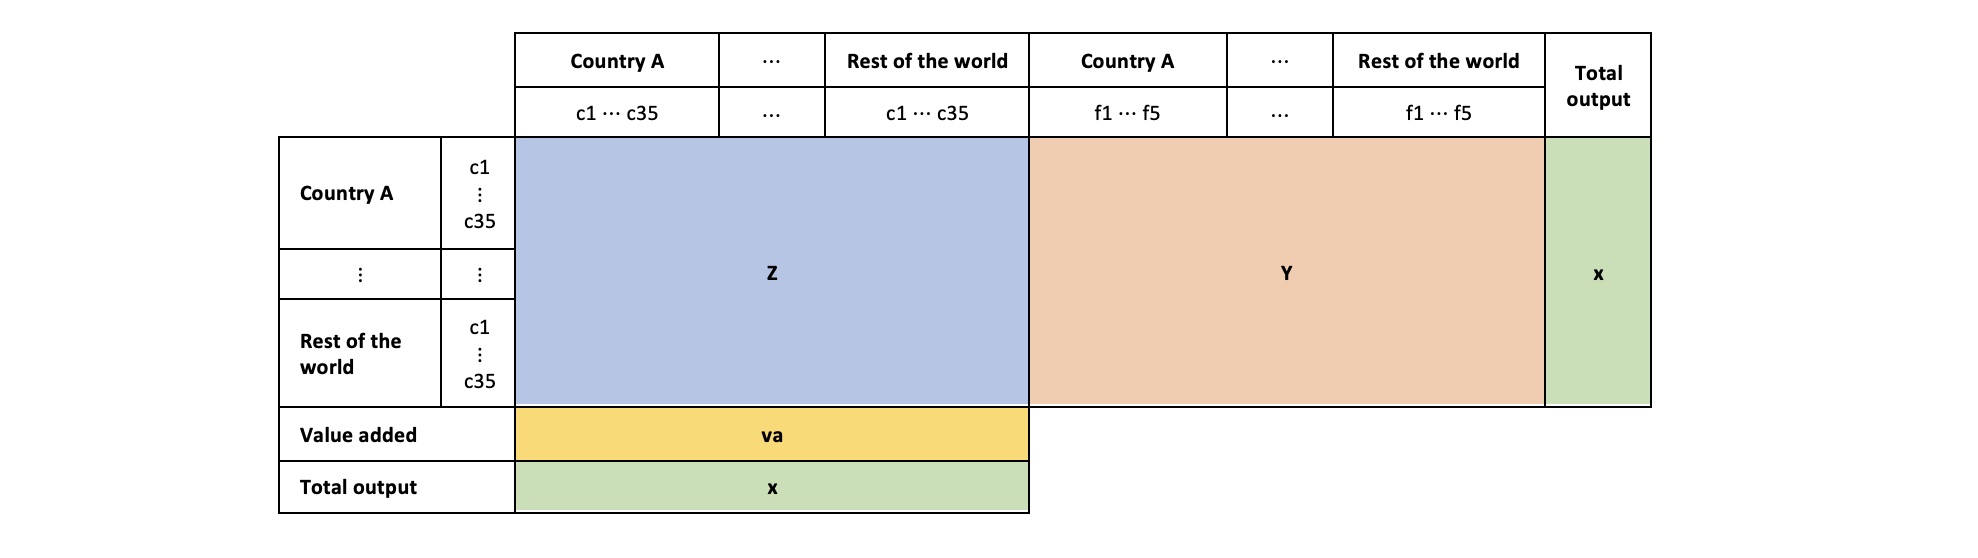 Country A ⋯ Rest of the world Country A ⋯ Rest of the world Total output
c1 ⋯ c35 ... c1 ⋯ c35 f1 ⋯ f5 ... f1 ⋯ f5
Country A
c1
⋮
c35
Z
Y
x
⋮ ⋮
Rest of the
world
c1
⋮
c35
Value added va
Total output x